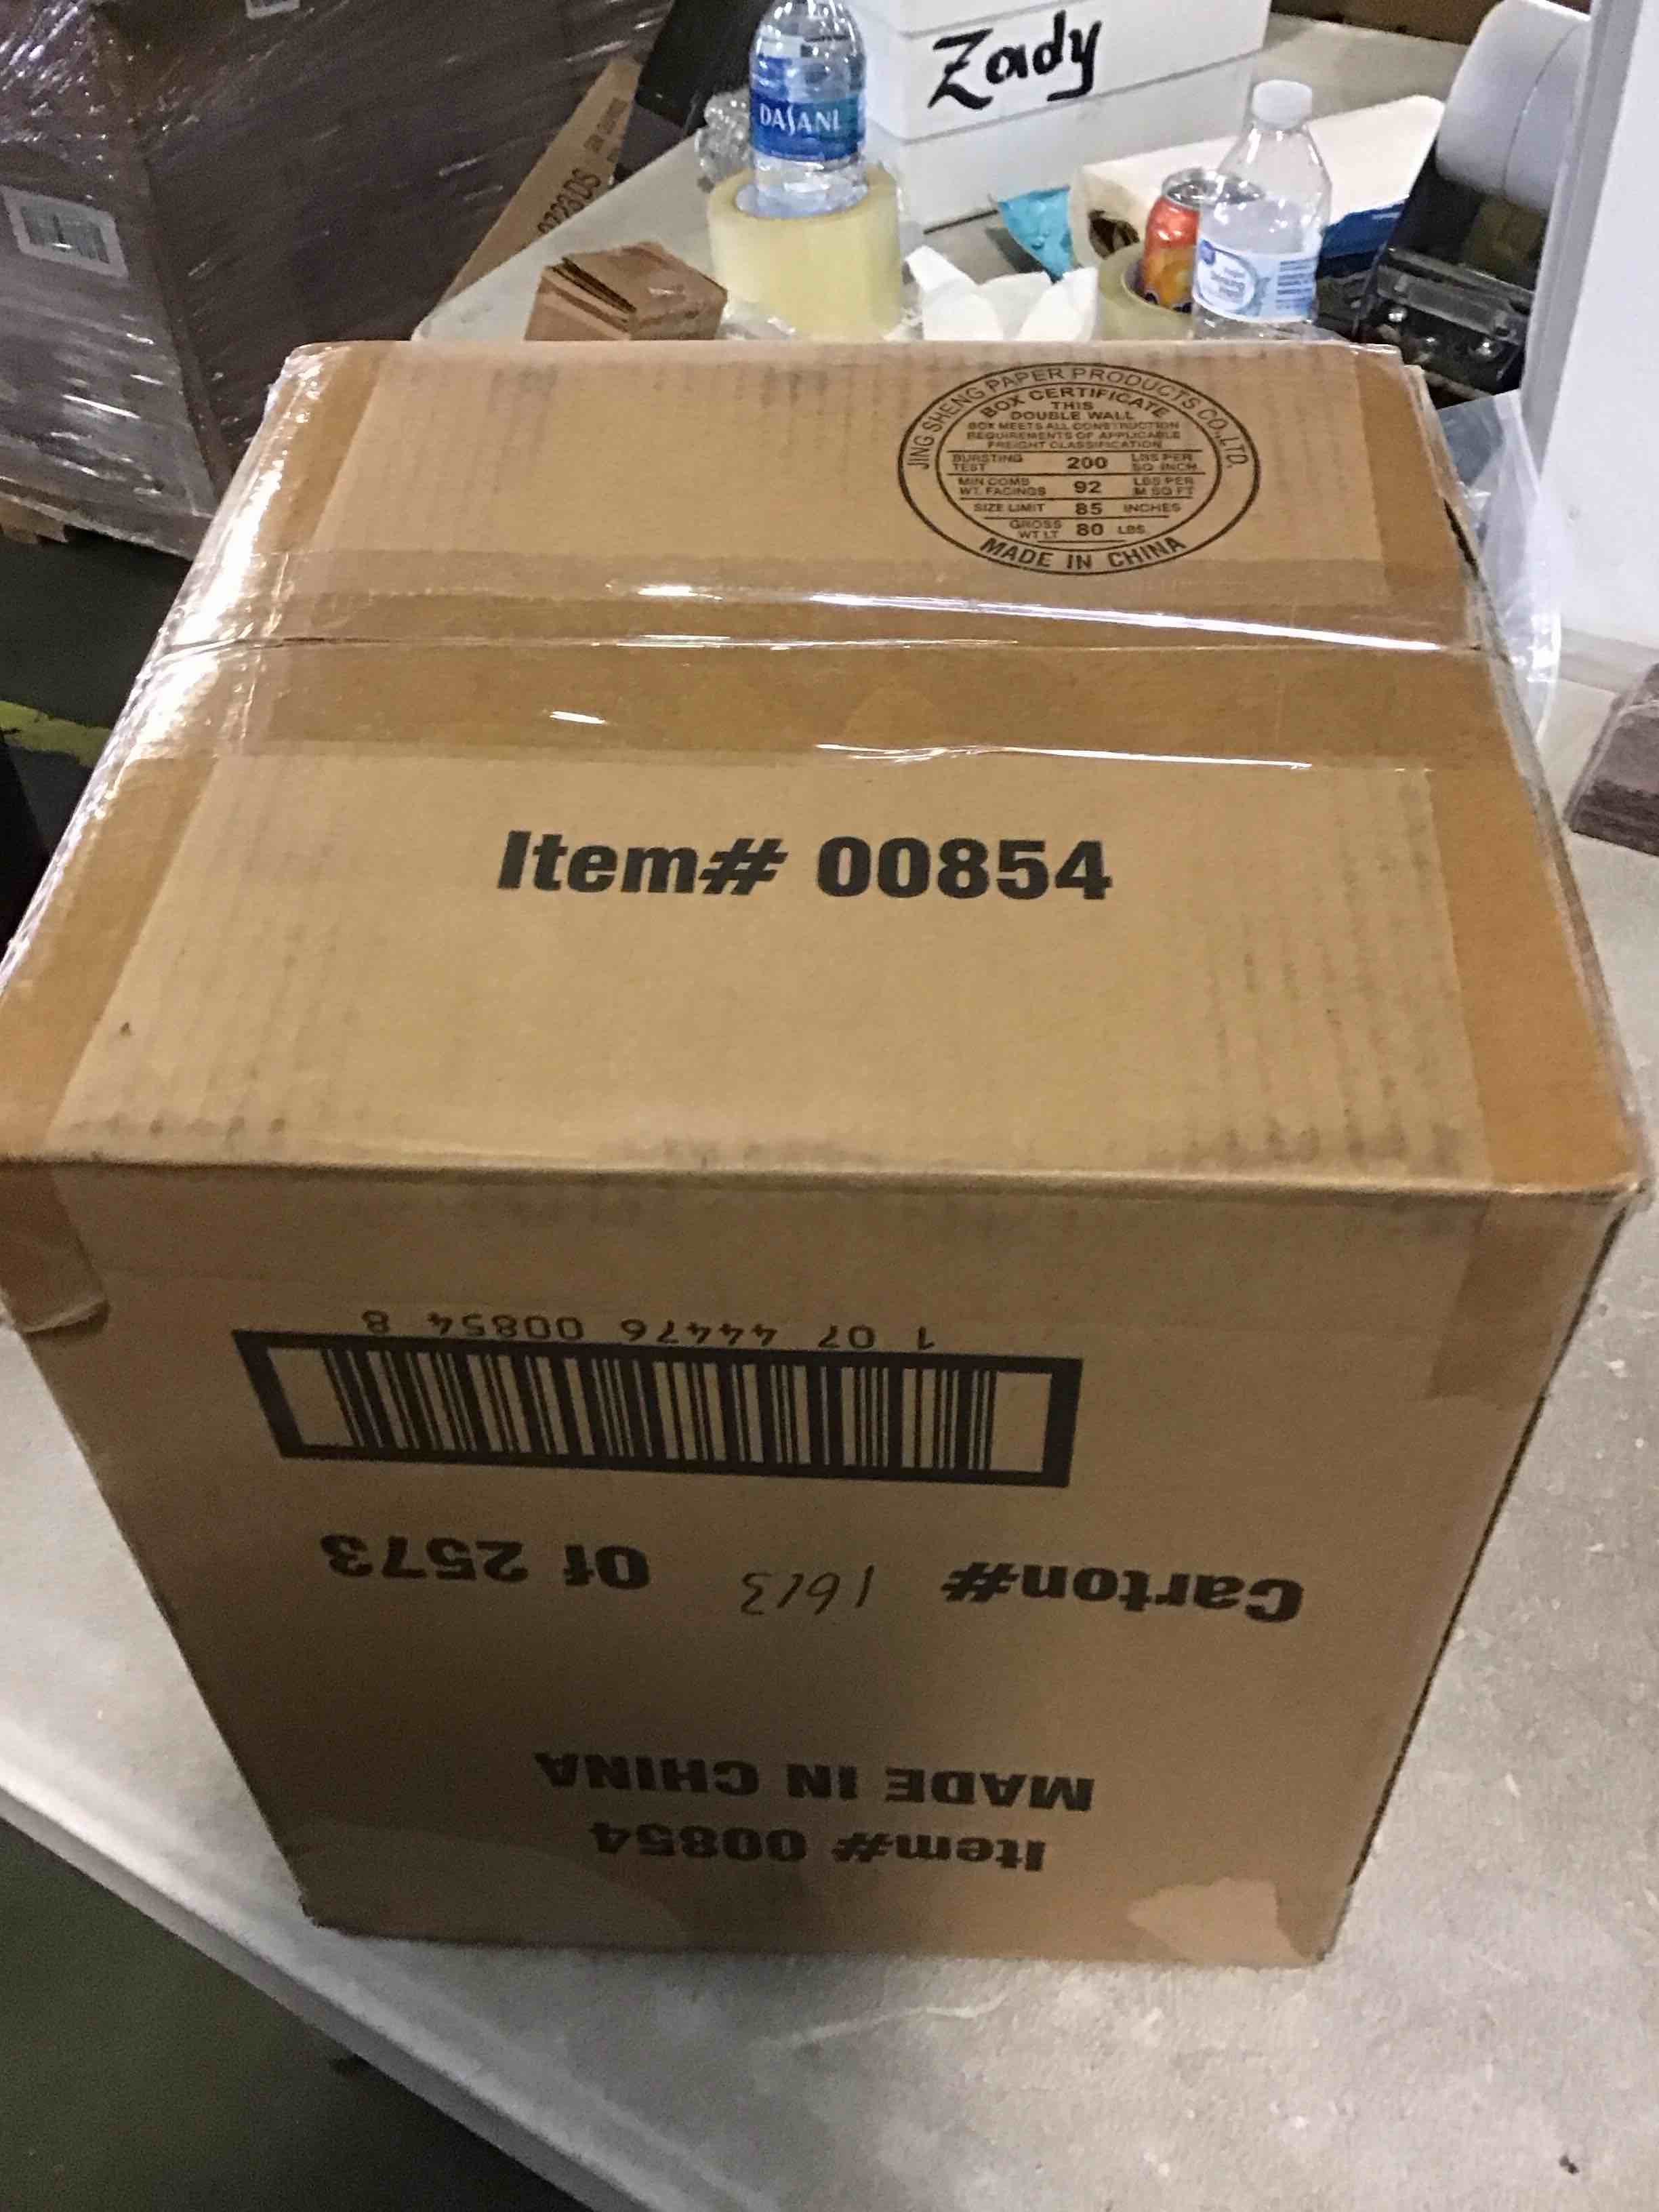 Zady
DASANI
JING SHENG PAPER PRODUCTS CO.,LTD.
BOX CERTIFICATE
THIS
DOUBLE WALL
BOX MEETS ALL CONSTRUCTION
REQUIREMENTS OF APPLICABLE
FREIGHT CLASSIFICATION
BURSTING TEST 200 LBS PER SQ INCH
MIN COMB WT. FACINGS 92 LBS PER M SQ FT
SIZE LIMIT 85 INCHES
GROSS WT LT 80 LBS
MADE IN CHINA
Item# 00854
Item# 00854
MADE IN CHINA
Carton# 1613 Of 2573
1 07 44476 00854 8